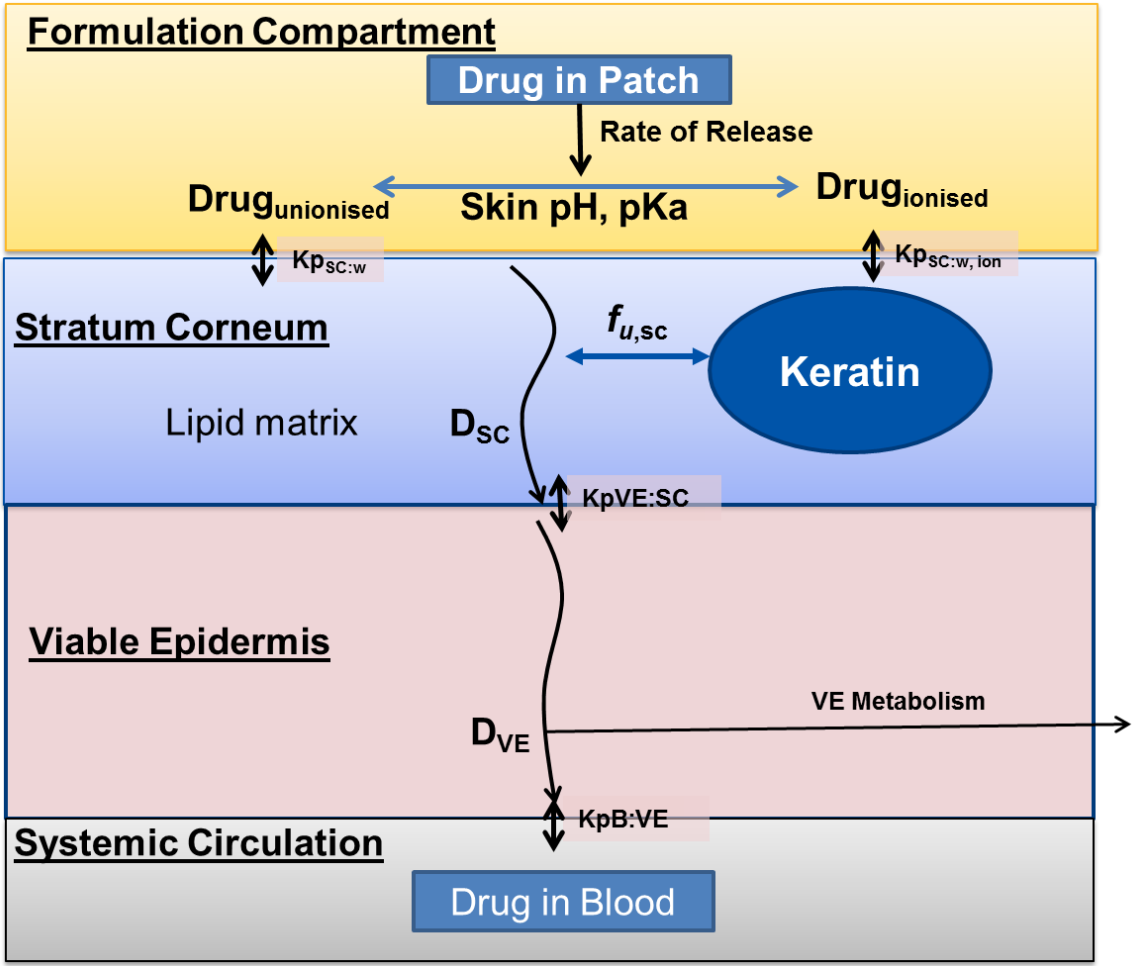 Formulation Compartment
Drug in Patch
Rate of Release
Drugunionised
Skin pH, pKa
Drugionised
KpSC:w
KpSC:w, ion
Stratum Corneum
fu,sc
Keratin
Lipid matrix
DSC
KpVE:SC
Viable Epidermis
VE Metabolism
DVE
KpB:VE
Systemic Circulation
Drug in Blood